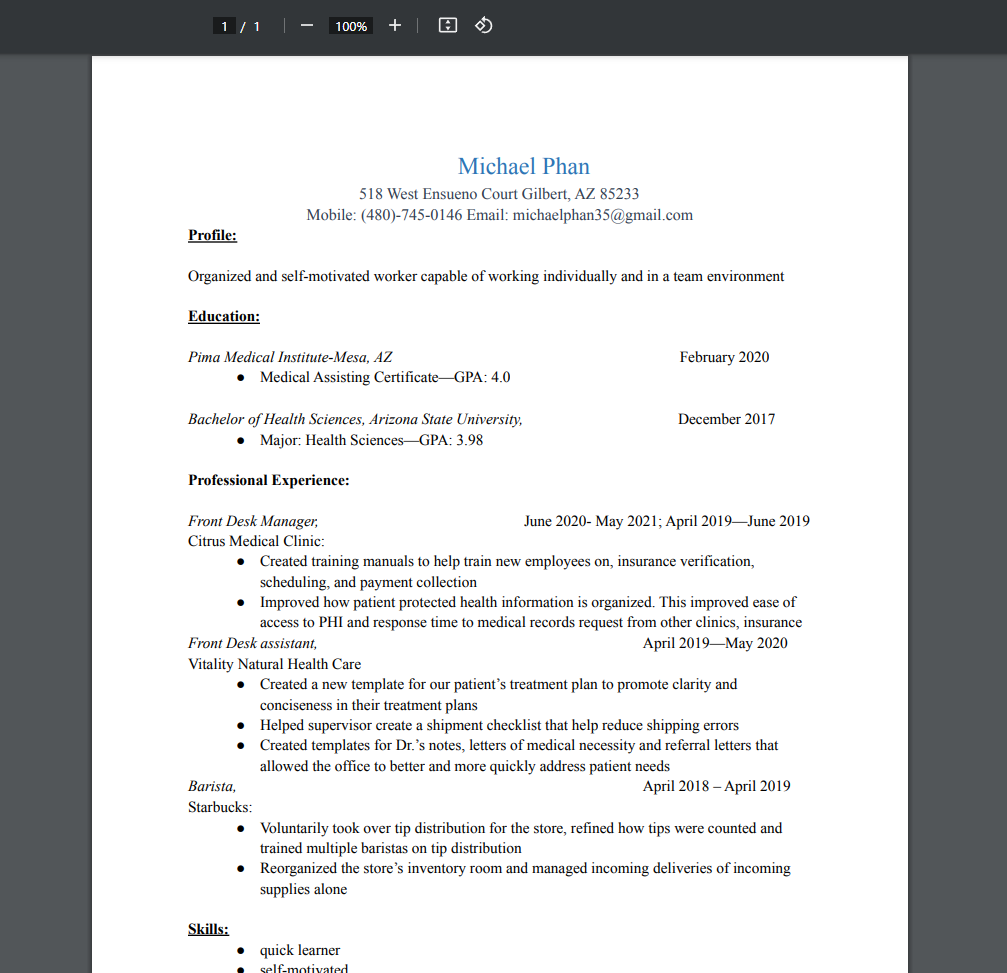 1 / 1 100%
Michael Phan
518 West Ensueno Court Gilbert, AZ 85233
Mobile: (480)-745-0146 Email: michaelphan35@gmail.com
Profile:
Organized and self-motivated worker capable of working individually and in a team environment
Education:
Pima Medical Institute-Mesa, AZ February 2020
● Medical Assisting Certificate—GPA: 4.0
Bachelor of Health Sciences, Arizona State University, December 2017
● Major: Health Sciences—GPA: 3.98
Professional Experience:
Front Desk Manager, June 2020- May 2021; April 2019—June 2019
Citrus Medical Clinic:
● Created training manuals to help train new employees on, insurance verification,
scheduling, and payment collection
● Improved how patient protected health information is organized. This improved ease of
access to PHI and response time to medical records request from other clinics, insurance
Front Desk assistant, April 2019—May 2020
Vitality Natural Health Care
● Created a new template for our patient’s treatment plan to promote clarity and
conciseness in their treatment plans
● Helped supervisor create a shipment checklist that help reduce shipping errors
● Created templates for Dr.’s notes, letters of medical necessity and referral letters that
allowed the office to better and more quickly address patient needs
Barista, April 2018 – April 2019
Starbucks:
● Voluntarily took over tip distribution for the store, refined how tips were counted and
trained multiple baristas on tip distribution
● Reorganized the store’s inventory room and managed incoming deliveries of incoming
supplies alone
Skills:
● quick learner
● self-motivated